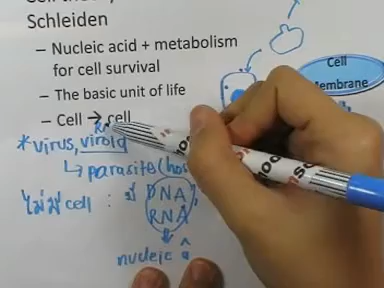 Schleiden
– Nucleic acid + metabolism
for cell survival
– The basic unit of life
– Cell → cell
Cell
Membrane
*virus, viroid
↳ parasite (hos
ไม่มี cell : มี DNA,
RNA
nucleic